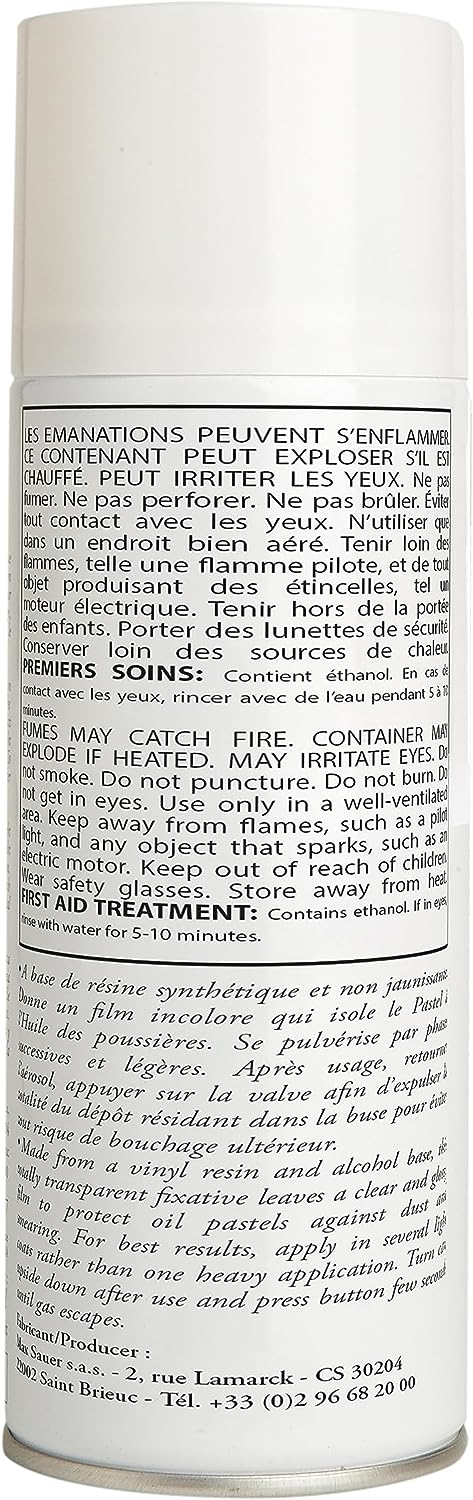 LES EMANATIONS PEUVENT S'ENFLAMMER.
CE CONTENANT PEUT EXPLOSER S'IL EST
CHAUFFÉ. PEUT IRRITER LES YEUX. Ne pas
fumer. Ne pas perforer. Ne pas brûler. Éviter
tout contact avec les yeux. N'utiliser que
dans un endroit bien aéré. Tenir loin des
flammes, telle une flamme pilote, et de tout
objet produisant des étincelles, tel un
moteur électrique. Tenir hors de la portée
des enfants. Porter des lunettes de sécurité.
Conserver loin des sources de chaleur.
PREMIERS SOINS: Contient éthanol. En cas de
contact avec les yeux, rincer avec de l'eau pendant 5 à 10
minutes.
FUMES MAY CATCH FIRE. CONTAINER MAY
EXPLODE IF HEATED. MAY IRRITATE EYES. Do
not smoke. Do not puncture. Do not burn. Do
not get in eyes. Use only in a well-ventilated
area. Keep away from flames, such as a pilot
light, and any object that sparks, such as an
electric motor. Keep out of reach of children.
Wear safety glasses. Store away from heat.
FIRST AID TREATMENT: Contains ethanol. If in eyes,
rinse with water for 5-10 minutes.
•A base de résine synthétique et non jaunissante.
Donne un film incolore qui isole le Pastel à
l'Huile des poussières. Se pulvérise par phase
successives et légères. Après usage, retourner
l'aérosol, appuyer sur la valve afin d'expulser la
totalité du dépôt résidant dans la buse pour éviter
tout risque de bouchage ultérieur.
•Made from a vinyl resin and alcohol base, this
totally transparent fixative leaves a clear and glossy
film to protect oil pastels against dust and
smearing. For best results, apply in several light
coats rather than one heavy application. Turn can
upside down after use and press button few seconds
until gas escapes.
Fabricant/Producer :
Max Sauer s.a.s. - 2, rue Lamarck - CS 30204
22002 Saint Brieuc - Tél. +33 (0)2 96 68 20 00